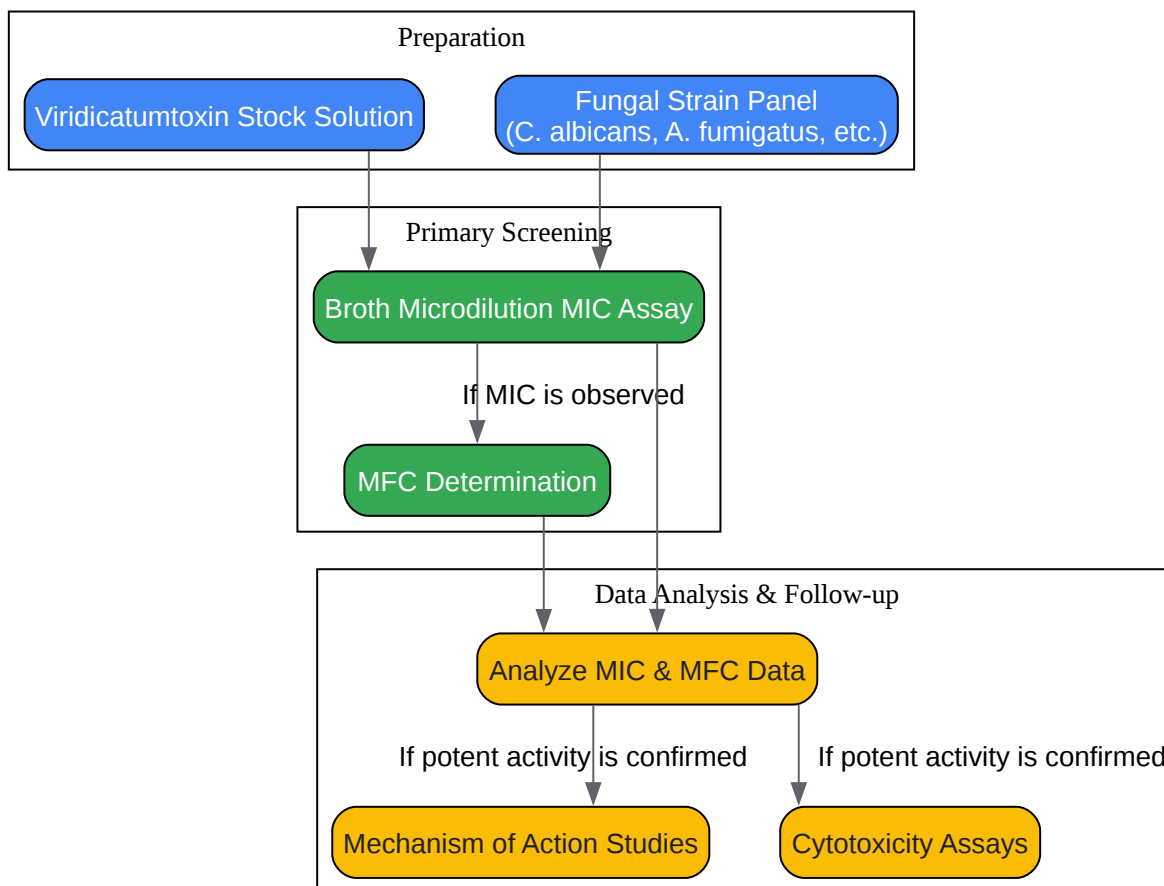 Preparation
Viridicatumtoxin Stock Solution
Fungal Strain Panel
(C. albicans, A. fumigatus, etc.)
Primary Screening
Broth Microdilution MIC Assay
If MIC is observed
MFC Determination
Data Analysis & Follow-up
Analyze MIC & MFC Data
If potent activity is confirmed
If potent activity is confirmed
Mechanism of Action Studies
Cytotoxicity Assays